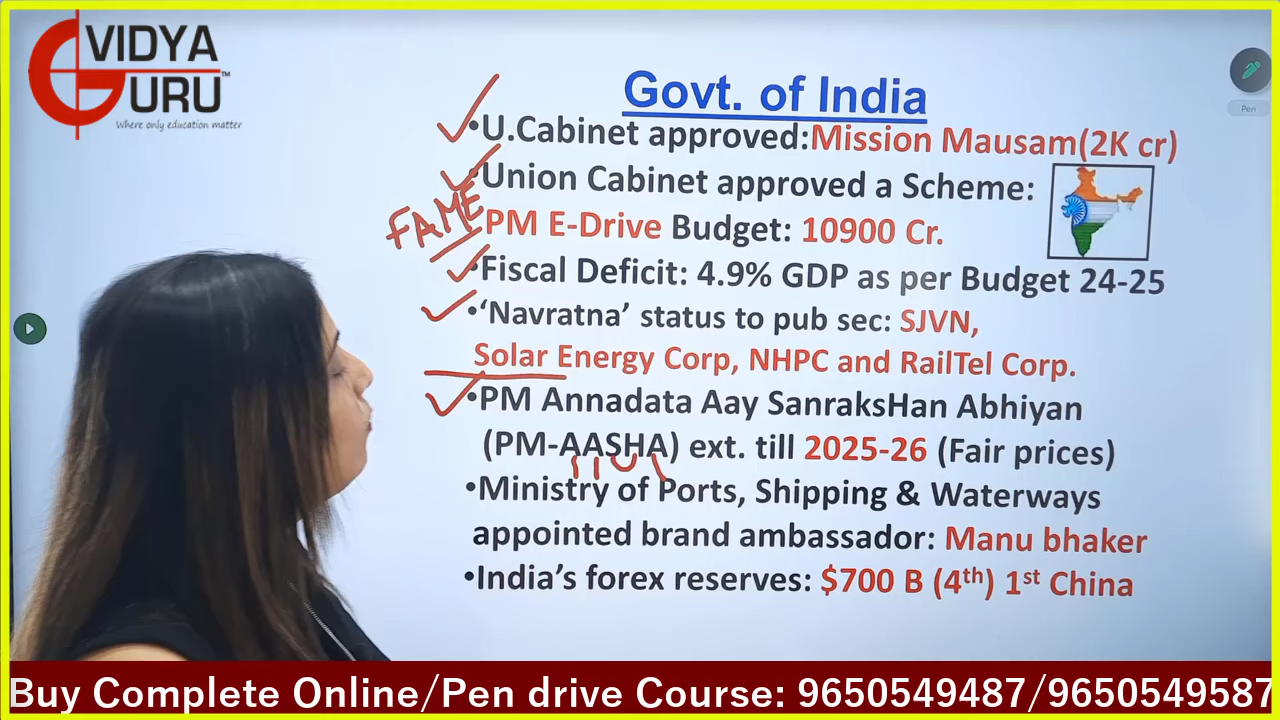 VIDYA
GURU™
Where only education matter
Pen
Govt. of India
•U.Cabinet approved:Mission Mausam(2K cr)
•Union Cabinet approved a Scheme:
FAME
PM E-Drive Budget: 10900 Cr.
•Fiscal Deficit: 4.9% GDP as per Budget 24-25
•‘Navratna’ status to pub sec: SJVN,
Solar Energy Corp, NHPC and RailTel Corp.
•PM Annadata Aay SanraksHan Abhiyan
(PM-AASHA) ext. till 2025-26 (Fair prices)
•Ministry of Ports, Shipping & Waterways
appointed brand ambassador: Manu bhaker
•India’s forex reserves: $700 B (4th) 1st China
Buy Complete Online/Pen drive Course: 9650549487/9650549587